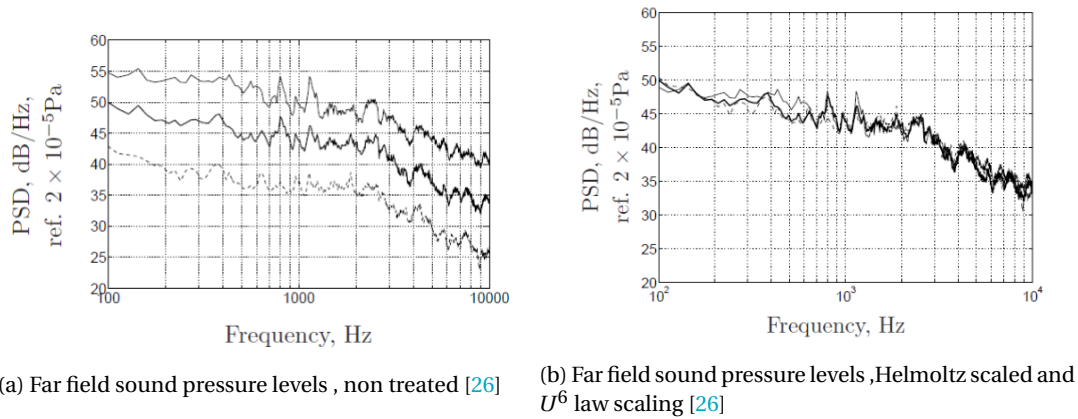 60
55
50
45
40
35
30
25
20
PSD, dB/Hz,
ref. 2 × 10⁻⁵Pa
100
1000
10000
Frequency, Hz
(a) Far field sound pressure levels , non treated [26]
60
55
50
45
40
35
30
25
20
PSD, dB/Hz,
ref. 2 × 10⁻⁵Pa
10²
10³
10⁴
Frequency, Hz
(b) Far field sound pressure levels ,Helmoltz scaled and
U⁶ law scaling [26]